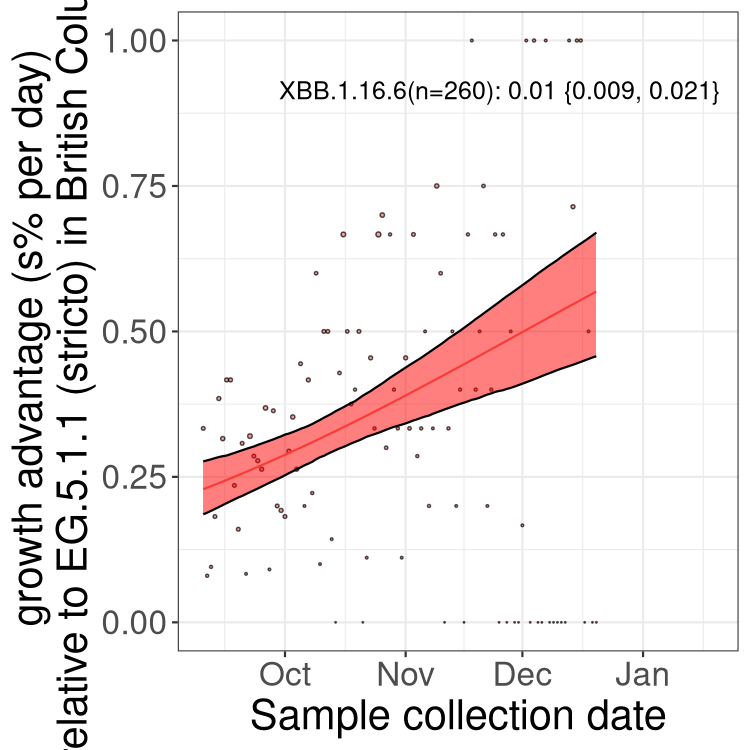 growth advantage (s% per day)
relative to EG.5.1.1 (stricto) in British Colu
1.00
0.75
0.50
0.25
0.00
XBB.1.16.6(n=260): 0.01 {0.009, 0.021}
Oct Nov Dec Jan
Sample collection date